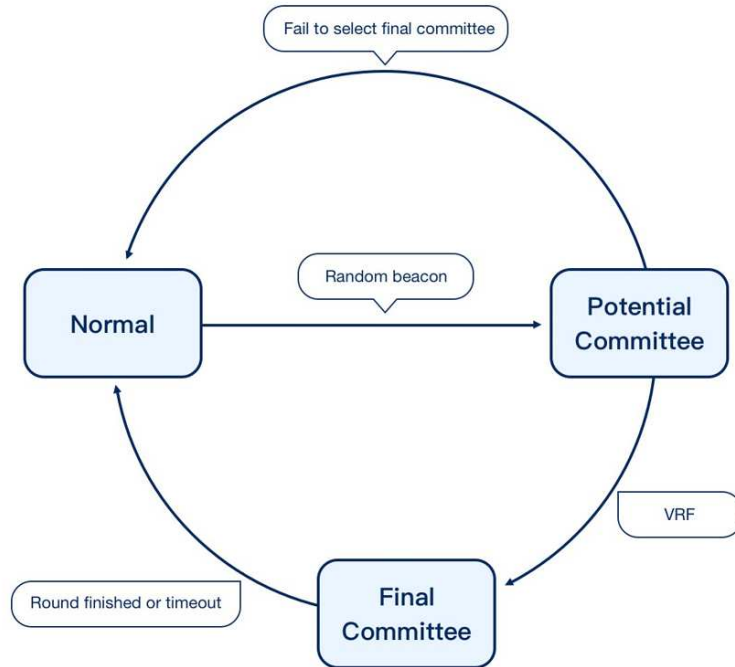 Fail to select final committee
Random beacon
Normal
Potential
Committee
VRF
Round finished or timeout
Final
Committee